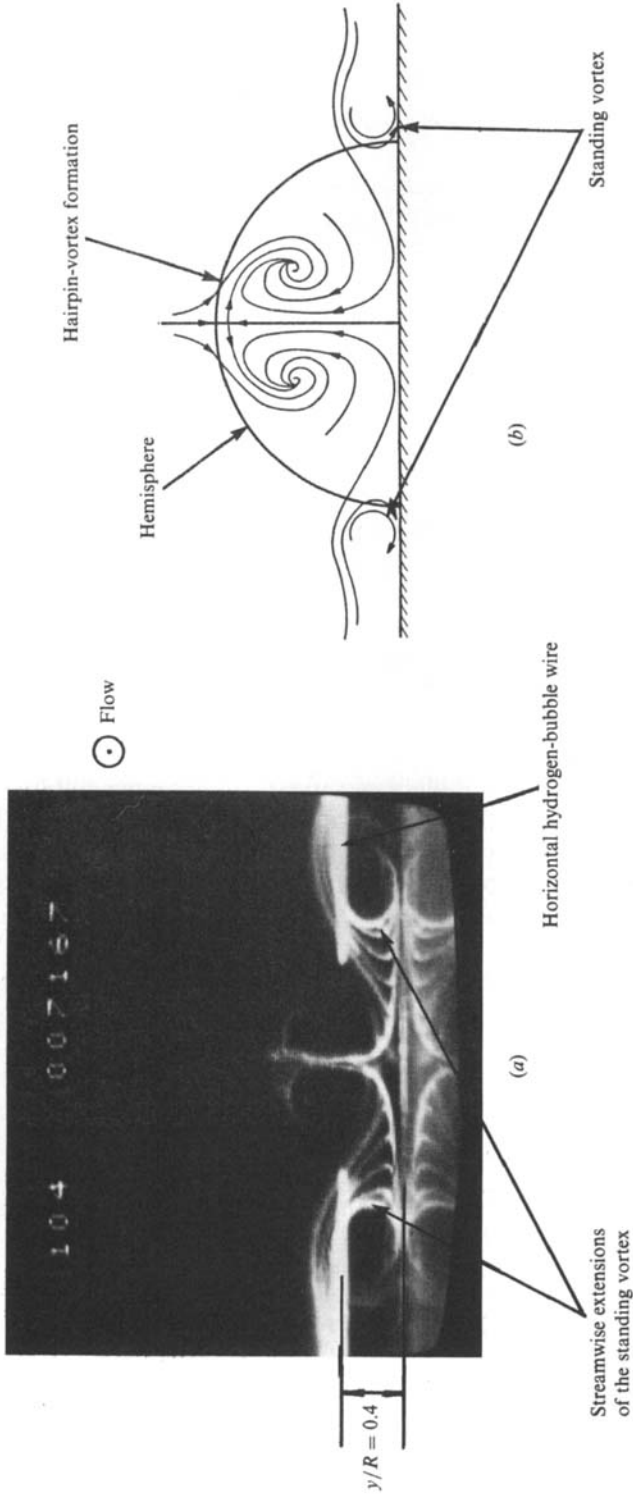 104 007167
Flow
y/R = 0.4
Streamwise extensions
of the standing vortex
(a)
Horizontal hydrogen-bubble wire
Hemisphere
Hairpin-vortex formation
(b)
Standing vortex